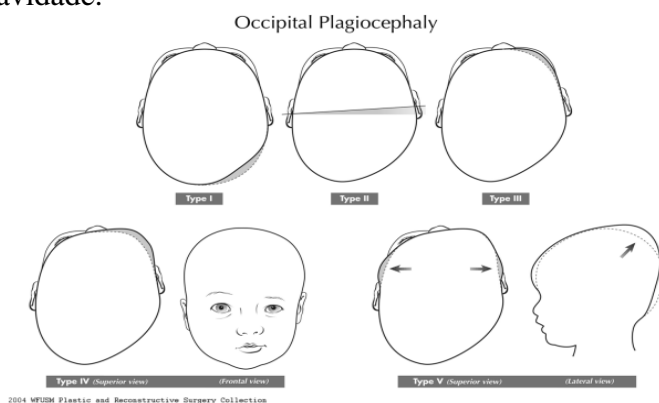 avidade.
Occipital Plagiocephaly
Type I
Type II
Type III
Type IV (Superior view)
(Frontal view)
Type V (Superior view)
(Lateral view)
2004 WFUSM Plastic and Reconstructive Surgery Collection